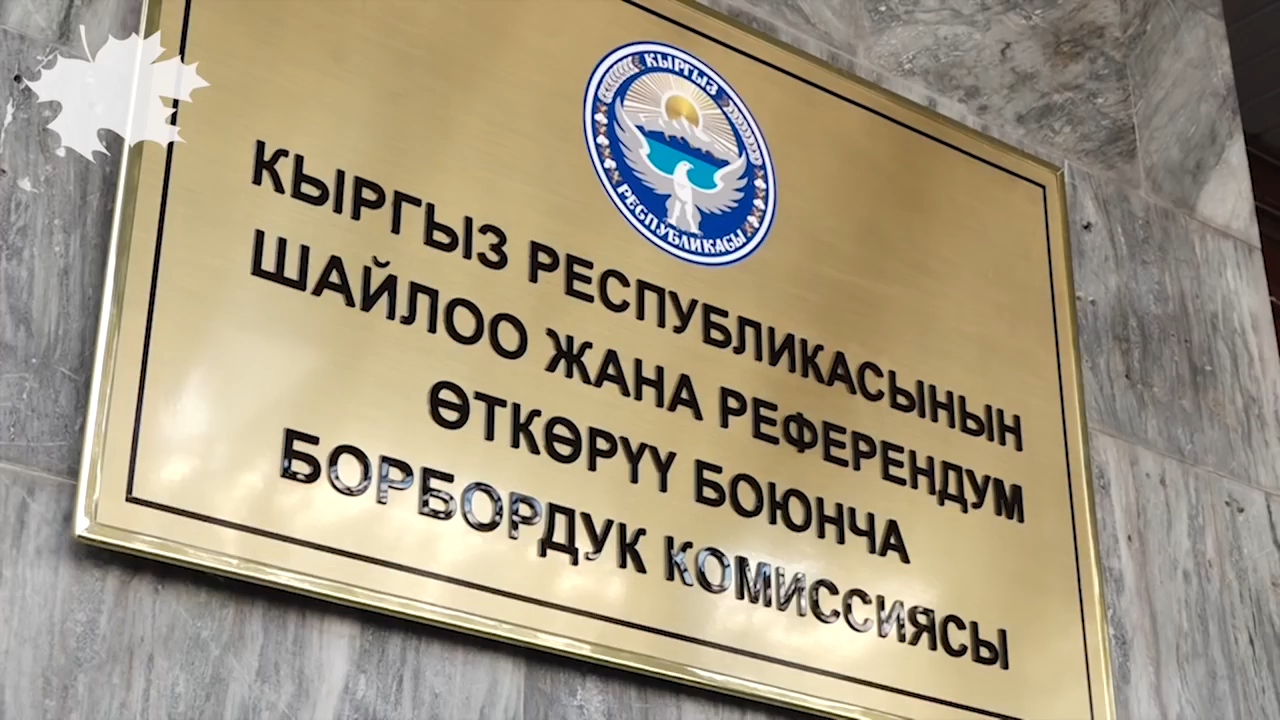 КЫРГЫЗ
РЕСПУБЛИКАСЫ
КЫРГЫЗ РЕСПУБЛИКАСЫНЫН
ШАЙЛОО ЖАНА РЕФЕРЕНДУМ
ӨТКӨРҮҮ БОЮНЧА
БОРБОРДУК КОМИССИЯСЫ